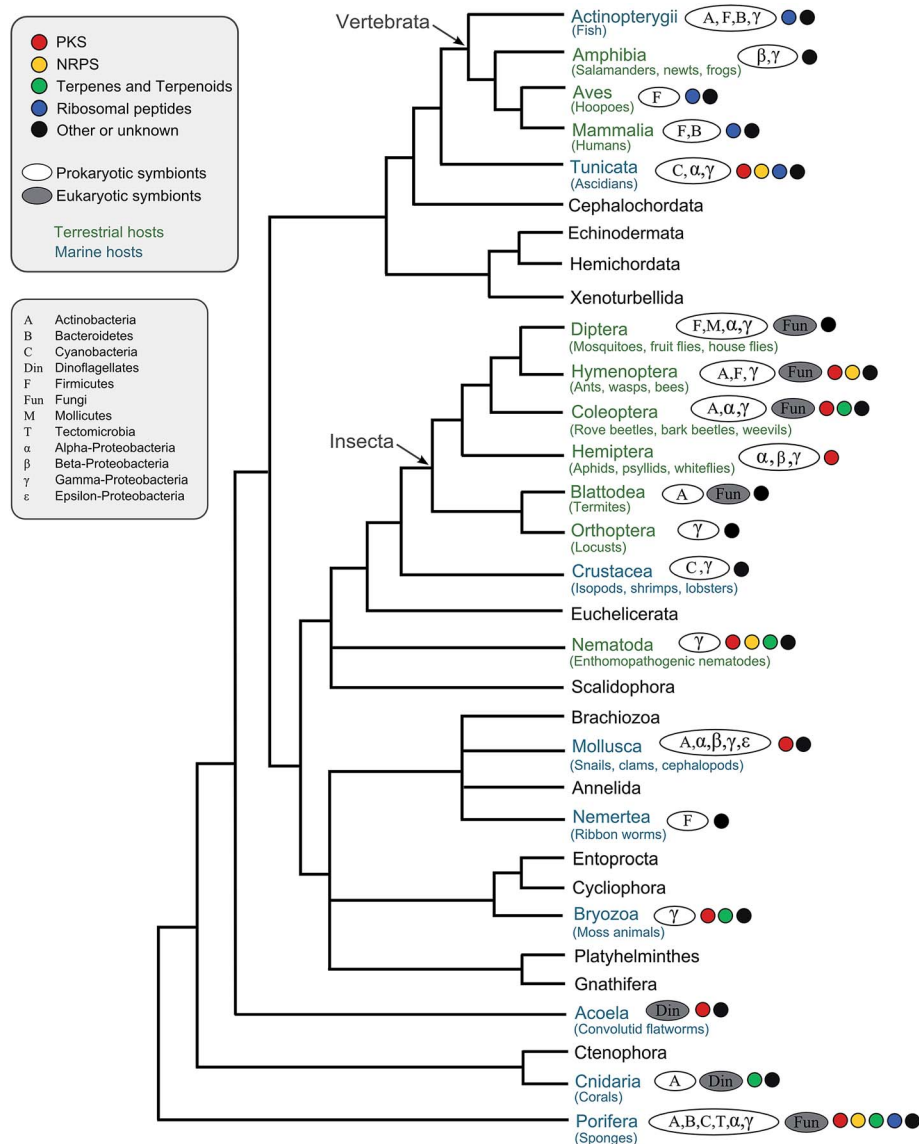 PKS
NRPS
Terpenes and Terpenoids
Ribosomal peptides
Other or unknown
Prokaryotic symbionts
Eukaryotic symbionts
Terrestrial hosts
Marine hosts
A Actinobacteria
B Bacteroidetes
C Cyanobacteria
Din Dinoflagellates
F Firmicutes
Fun Fungi
M Mollicutes
T Tectomicrobia
α Alpha-Proteobacteria
β Beta-Proteobacteria
γ Gamma-Proteobacteria
ε Epsilon-Proteobacteria
Vertebrata
Insecta
Actinopterygii A, F,B, γ
(Fish)
Amphibia β,γ
(Salamanders, newts, frogs)
Aves F
(Hoopoes)
Mammalia F,B
(Humans)
Tunicata C, α,γ
(Ascidians)
Cephalochordata
Echinodermata
Hemichordata
Xenoturbellida
Diptera F,M,α,γ Fun
(Mosquitoes, fruit flies, house flies)
Hymenoptera A,F,γ Fun
(Ants, wasps, bees)
Coleoptera A,α,γ Fun
(Rove beetles, bark beetles, weevils)
Hemiptera α,β,γ
(Aphids, psyllids, whiteflies)
Blattodea A Fun
(Termites)
Orthoptera γ
(Locusts)
Crustacea C,γ
(Isopods, shrimps, lobsters)
Euchelicerata
Nematoda γ
(Enthomopathogenic nematodes)
Scalidophora
Brachiozoa
Mollusca A,α,β,γ,ε
(Snails, clams, cephalopods)
Annelida
Nemertea F
(Ribbon worms)
Entoprocta
Cycliophora
Bryozoa γ
(Moss animals)
Platyhelminthes
Gnathifera
Acoela Din
(Convolutid flatworms)
Ctenophora
Cnidaria A Din
(Corals)
Porifera A,B,C,T,α,γ Fun
(Sponges)